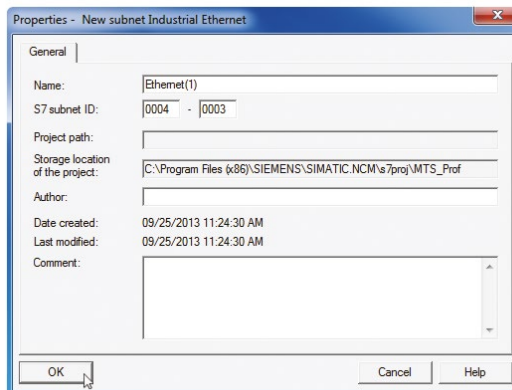 Properties - New subnet Industrial Ethernet
General
Name: Ethernet(1)
S7 subnet ID: 0004 - 0003
Project path:
Storage location
of the project: C:\Program Files (x86)\SIEMENS\SIMATIC.NCM\s7proj\MTS_Prof
Author:
Date created: 09/25/2013 11:24:30 AM
Last modified: 09/25/2013 11:24:30 AM
Comment:
OK Cancel Help